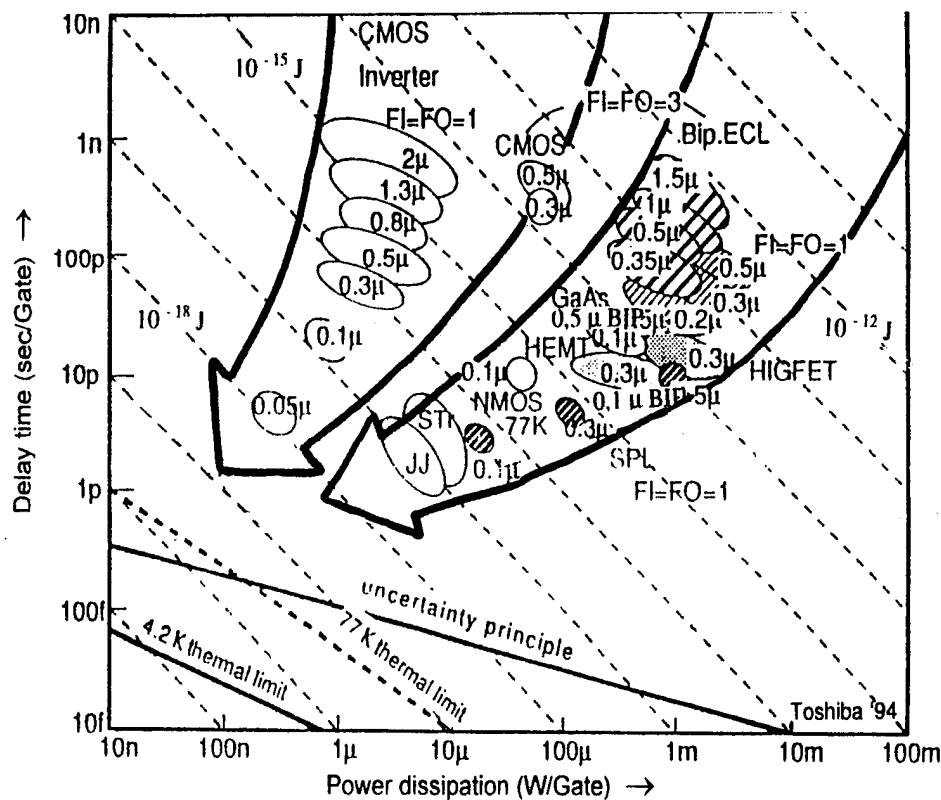 10n
1n
100p
10p
1p
100f
10f
Delay time (sec/Gate) →
10⁻¹⁵ J
10⁻¹⁸ J
CMOS
Inverter
FI=FO=1
2μ
1.3μ
0.8μ
0.5μ
0.3μ
0.1μ
0.05μ
FI=FO=3
CMOS
0.5μ
0.3μ
Bip.ECL
1.5μ
1μ
0.5μ
0.35μ
FI=FO=1
0.5μ
0.3μ
0.2μ
GaAs
0.5 μ BIP
0.1μ
HEMT
0.3μ
0.3μ
10⁻¹² J
HIGFET
0.1μ
NMOS
77K
0.1 μ BIP
0.3μ
STr
JJ
SPL
FI=FO=1
uncertainty principle
77K thermal limit
4.2K thermal limit
Toshiba '94
10n
100n
1μ
10μ
100μ
1m
10m
100m
Power dissipation (W/Gate) →